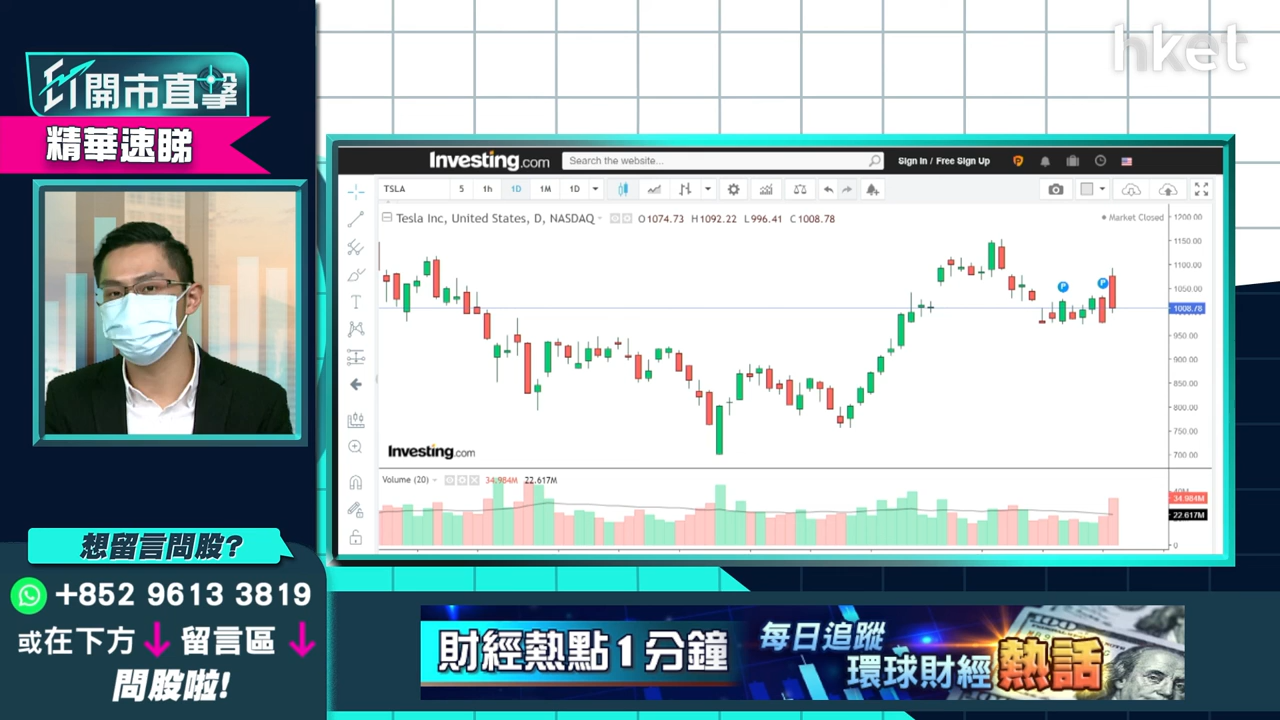 hket
ET開市直擊
精華速睇
Investing.com
Search the website...
Sign In / Free Sign Up
TSLA
5
1h
1D
1M
1D
Tesla Inc, United States, D, NASDAQ
O1074.73 H1092.22 L996.41 C1008.78
Market Closed
1200.00
1150.00
1100.00
1050.00
1008.78
950.00
900.00
850.00
800.00
750.00
700.00
P
P
Investing.com
Volume (20)
34.984M 22.617M
40M
34.984M
22.617M
0
想留言問股?
+852 9613 3819
或在下方 留言區
問股啦!
財經熱點1分鐘
每日追蹤
環球財經熱話